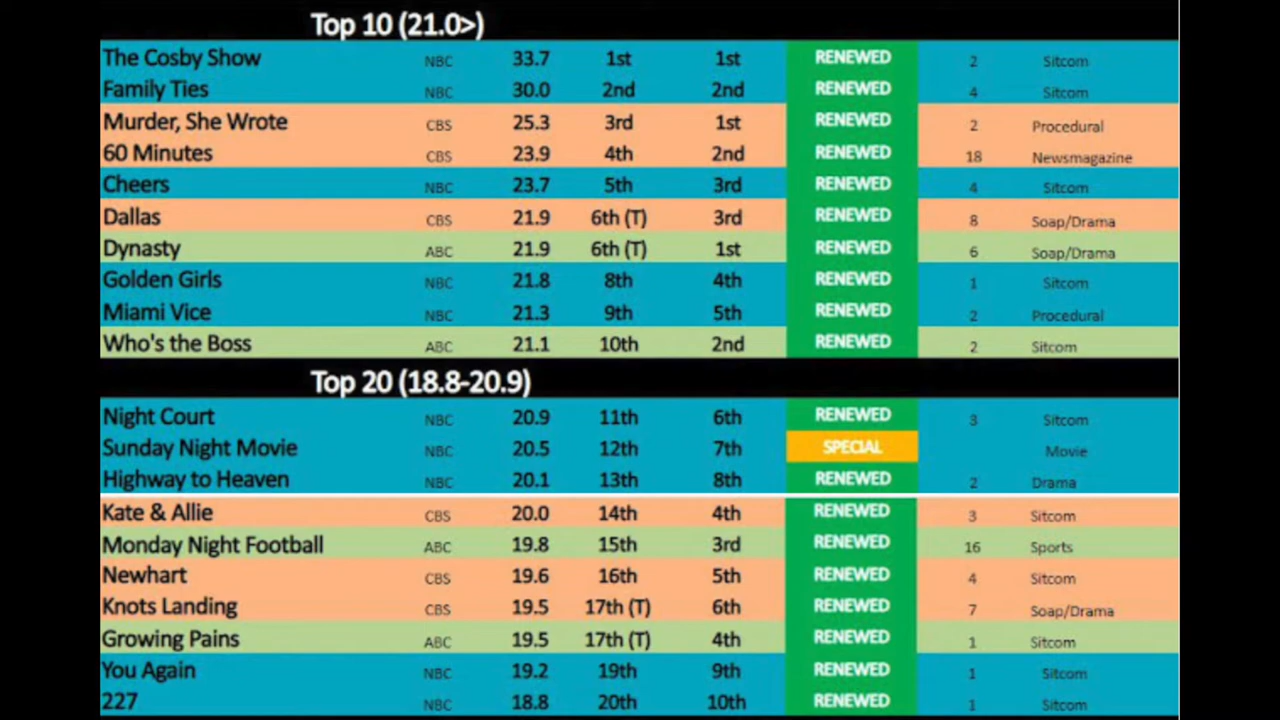 Top 10 (21.0>)
The Cosby Show NBC 33.7 1st 1st RENEWED 2 Sitcom
Family Ties NBC 30.0 2nd 2nd RENEWED 4 Sitcom
Murder, She Wrote CBS 25.3 3rd 1st RENEWED 2 Procedural
60 Minutes CBS 23.9 4th 2nd RENEWED 18 Newsmagazine
Cheers NBC 23.7 5th 3rd RENEWED 4 Sitcom
Dallas CBS 21.9 6th (T) 3rd RENEWED 8 Soap/Drama
Dynasty ABC 21.9 6th (T) 1st RENEWED 6 Soap/Drama
Golden Girls NBC 21.8 8th 4th RENEWED 1 Sitcom
Miami Vice NBC 21.3 9th 5th RENEWED 2 Procedural
Who's the Boss ABC 21.1 10th 2nd RENEWED 2 Sitcom
Top 20 (18.8-20.9)
Night Court NBC 20.9 11th 6th RENEWED 3 Sitcom
Sunday Night Movie NBC 20.5 12th 7th SPECIAL Movie
Highway to Heaven NBC 20.1 13th 8th RENEWED 2 Drama
Kate & Allie CBS 20.0 14th 4th RENEWED 3 Sitcom
Monday Night Football ABC 19.8 15th 3rd RENEWED 16 Sports
Newhart CBS 19.6 16th 5th RENEWED 4 Sitcom
Knots Landing CBS 19.5 17th (T) 6th RENEWED 7 Soap/Drama
Growing Pains ABC 19.5 17th (T) 4th RENEWED 1 Sitcom
You Again NBC 19.2 19th 9th RENEWED 1 Sitcom
227 NBC 18.8 20th 10th RENEWED 1 Sitcom